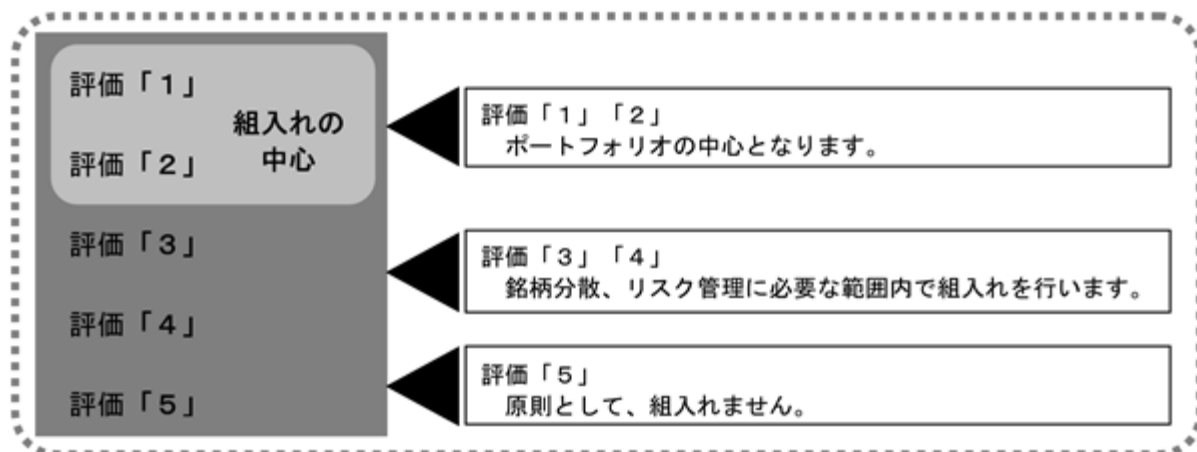 評価「１」
評価「２」
組入れの
中心
評価「３」
評価「４」
評価「５」
評価「１」「２」
ポートフォリオの中心となります。
評価「３」「４」
銘柄分散、リスク管理に必要な範囲内で組入れを行います。
評価「５」
原則として、組入れません。